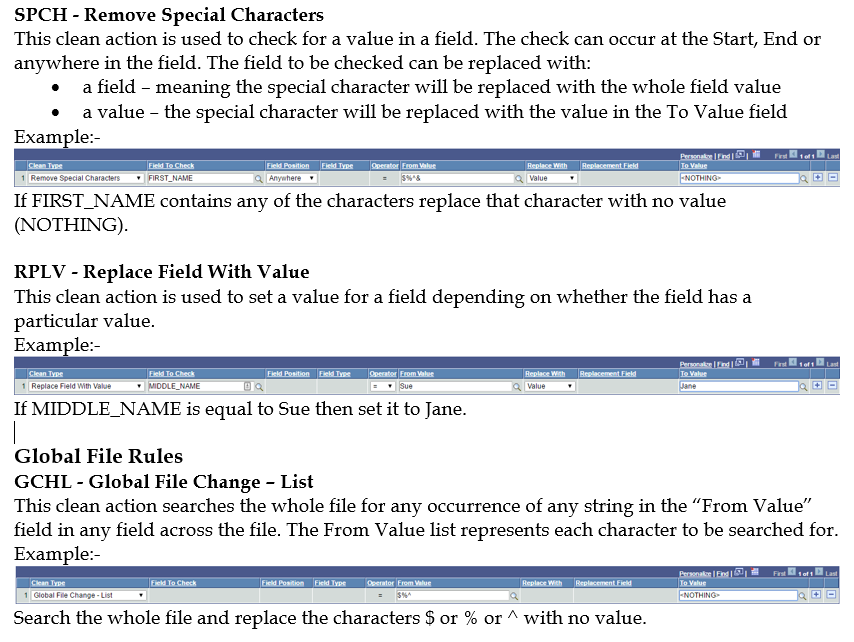 SPCH - Remove Special Characters
This clean action is used to check for a value in a field. The check can occur at the Start, End or
anywhere in the field. The field to be checked can be replaced with:
• a field – meaning the special character will be replaced with the whole field value
• a value – the special character will be replaced with the value in the To Value field
Example:-
Personalize | Find | First 1 of 1 Last
Clean Type Field To Check Field Position Field Type Operator From Value Replace With Replacement Field To Value
1 Remove Special Characters FIRST_NAME Anywhere = $%^& Value <NOTHING>
If FIRST_NAME contains any of the characters replace that character with no value
(NOTHING).
RPLV - Replace Field With Value
This clean action is used to set a value for a field depending on whether the field has a
particular value.
Example:-
Personalize | Find | First 1 of 1 Last
Clean Type Field To Check Field Position Field Type Operator From Value Replace With Replacement Field To Value
1 Replace Field With Value MIDDLE_NAME = Sue Value Jane
If MIDDLE_NAME is equal to Sue then set it to Jane.
Global File Rules
GCHL - Global File Change – List
This clean action searches the whole file for any occurrence of any string in the “From Value”
field in any field across the file. The From Value list represents each character to be searched for.
Example:-
Personalize | Find | First 1 of 1 Last
Clean Type Field To Check Field Position Field Type Operator From Value Replace With Replacement Field To Value
1 Global File Change - List = $%^ <NOTHING>
Search the whole file and replace the characters $ or % or ^ with no value.